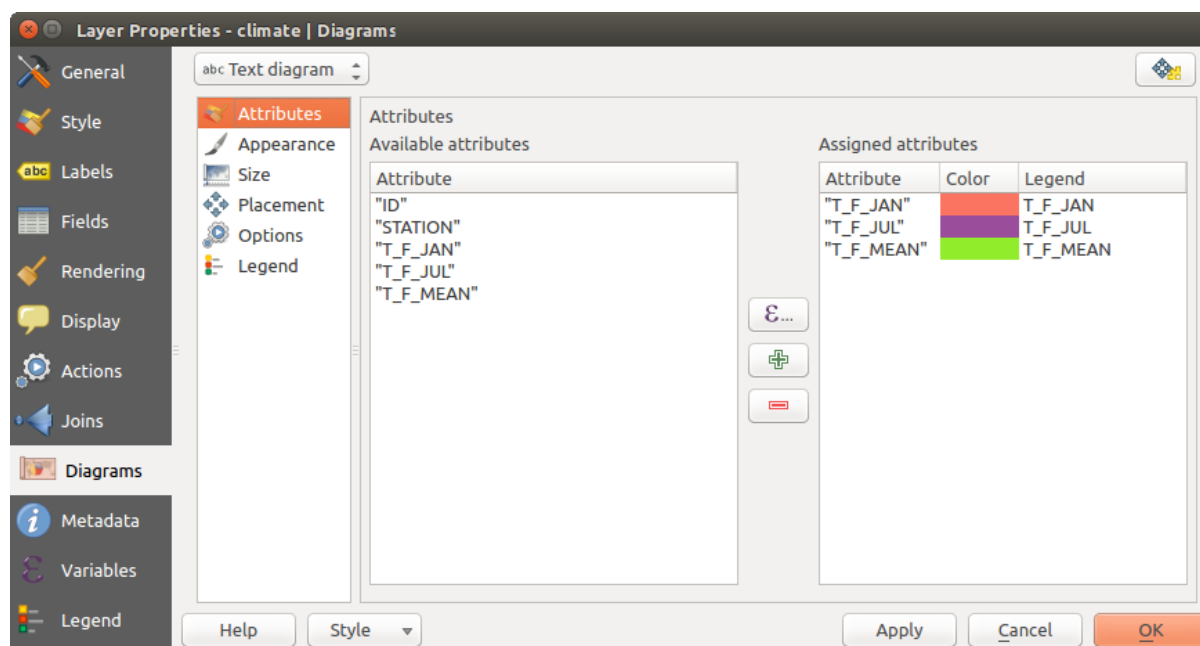 Layer Properties - climate | Diagrams
General
Style
abc Labels
Fields
Rendering
Display
Actions
Joins
Diagrams
Metadata
Variables
Legend
abc Text diagram
Attributes
Appearance
Size
Placement
Options
Legend
Attributes
Available attributes
Attribute
"ID"
"STATION"
"T_F_JAN"
"T_F_JUL"
"T_F_MEAN"
ε...
Assigned attributes
Attribute Color Legend
"T_F_JAN" T_F_JAN
"T_F_JUL" T_F_JUL
"T_F_MEAN" T_F_MEAN
Help Style Apply Cancel OK